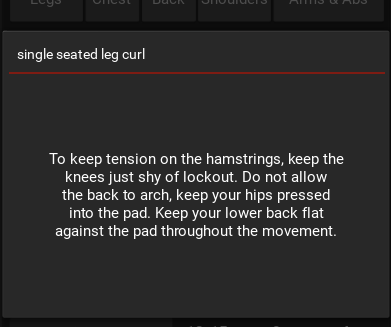 Legs Chest Back Shoulders Arms & Abs
single seated leg curl
To keep tension on the hamstrings, keep the
knees just shy of lockout. Do not allow
the back to arch, keep your hips pressed
into the pad. Keep your lower back flat
against the pad throughout the movement.